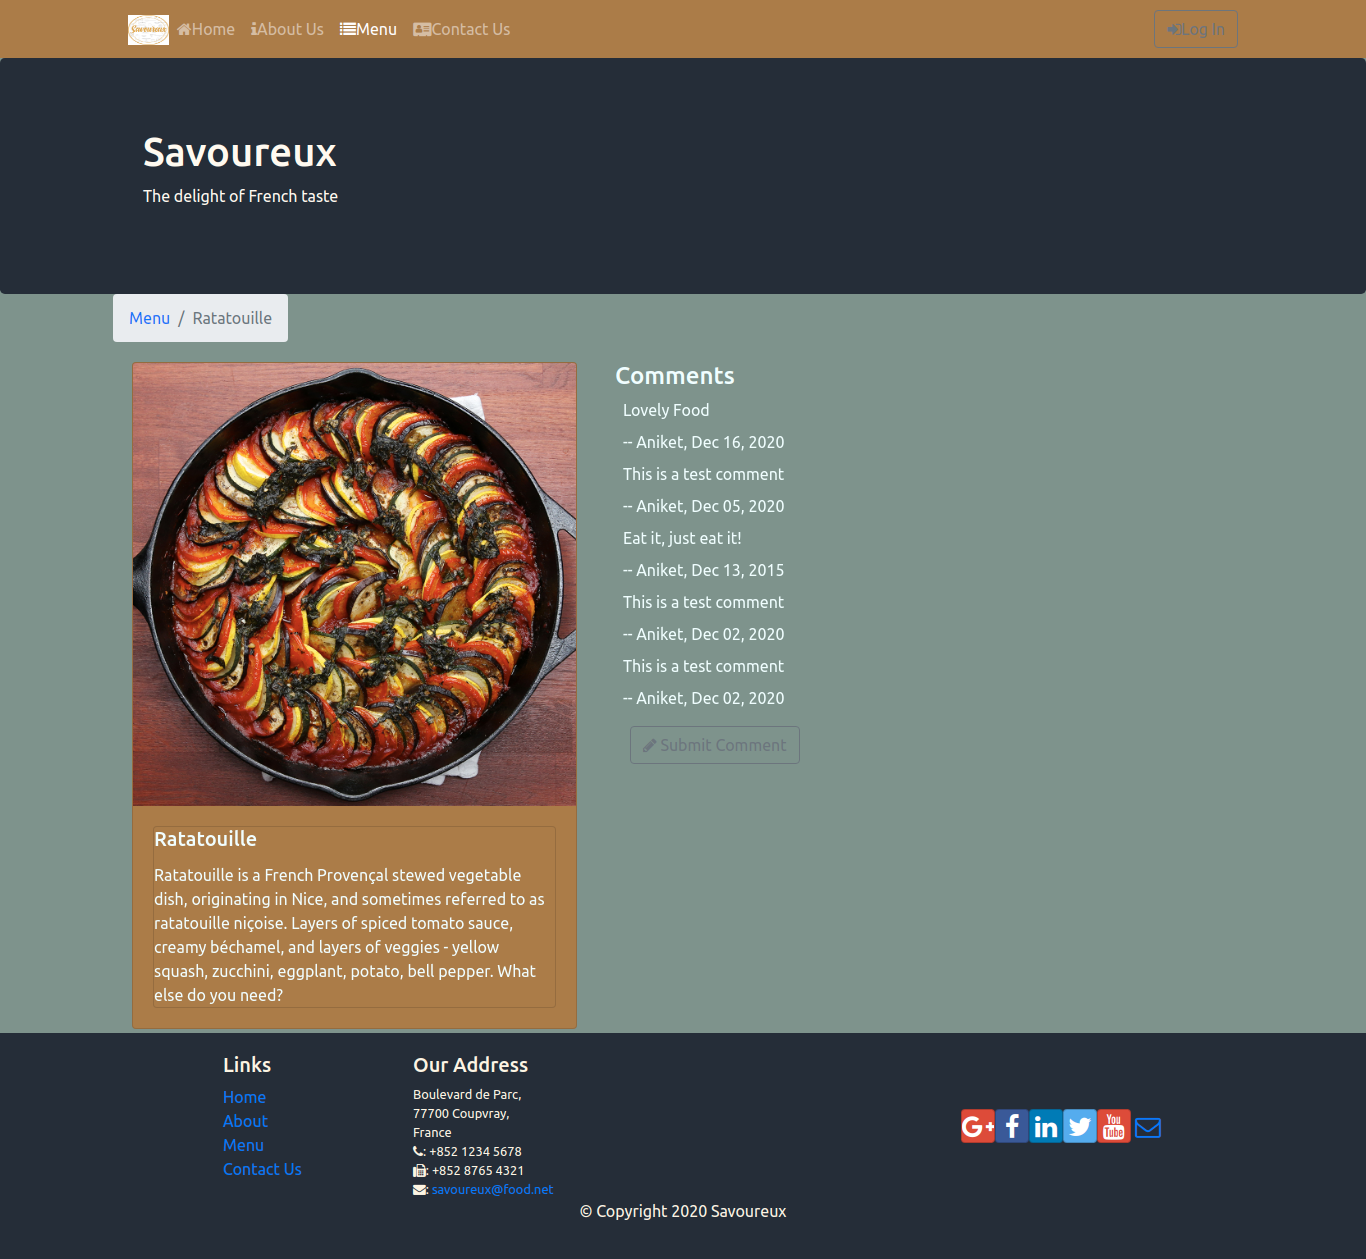 Savoureux
Home
About Us
Menu
Contact Us
Log In
Savoureux
The delight of French taste
Menu / Ratatouille
Ratatouille
Ratatouille is a French Provençal stewed vegetable
dish, originating in Nice, and sometimes referred to as
ratatouille niçoise. Layers of spiced tomato sauce,
creamy béchamel, and layers of veggies - yellow
squash, zucchini, eggplant, potato, bell pepper. What
else do you need?
Comments
Lovely Food
-- Aniket, Dec 16, 2020
This is a test comment
-- Aniket, Dec 05, 2020
Eat it, just eat it!
-- Aniket, Dec 13, 2015
This is a test comment
-- Aniket, Dec 02, 2020
This is a test comment
-- Aniket, Dec 02, 2020
Submit Comment
Links
Home
About
Menu
Contact Us
Our Address
Boulevard de Parc,
77700 Coupvray,
France
: +852 1234 5678
: +852 8765 4321
: savoureux@food.net
G+
f
in
You
Tube
© Copyright 2020 Savoureux